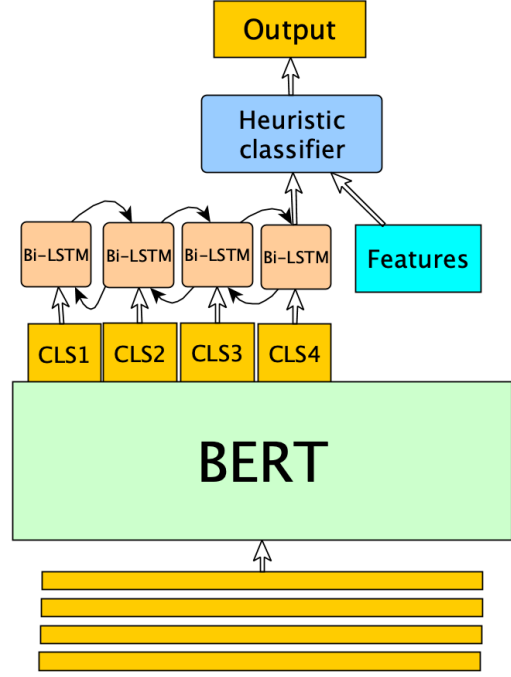 Output
Heuristic
classifier
Bi-LSTM
Bi-LSTM
Bi-LSTM
Bi-LSTM
Features
CLS1
CLS2
CLS3
CLS4
BERT